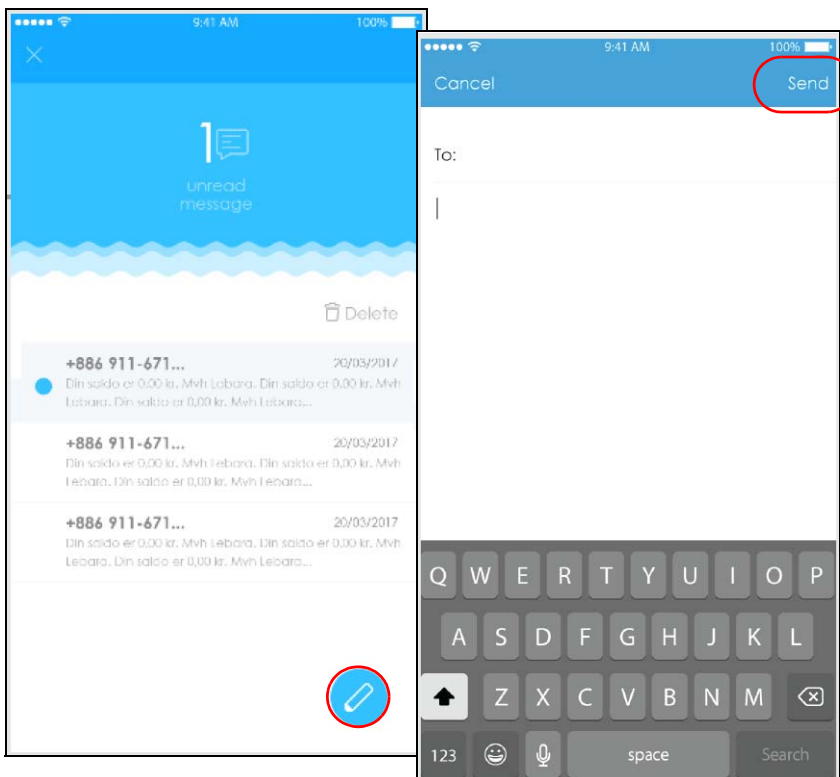 9:41 AM 100%
1
unread
message
Delete
+886 911-671... 20/03/2017
Din saldo er 0,00 kr. Mvh Lebara. Din saldo er 0,00 kr. Mvh
Lebara. Din saldo er 0,00 kr. Mvh Lebara...
+886 911-671... 20/03/2017
Din saldo er 0,00 kr. Mvh Lebara. Din saldo er 0,00 kr. Mvh
Lebara. Din saldo er 0,00 kr. Mvh Lebara...
+886 911-671... 20/03/2017
Din saldo er 0,00 kr. Mvh Lebara. Din saldo er 0,00 kr. Mvh
Lebara. Din saldo er 0,00 kr. Mvh Lebara...
9:41 AM 100%
Cancel Send
To:
Q W E R T Y U I O P
A S D F G H J K L
Z X C V B N M
123 space Search